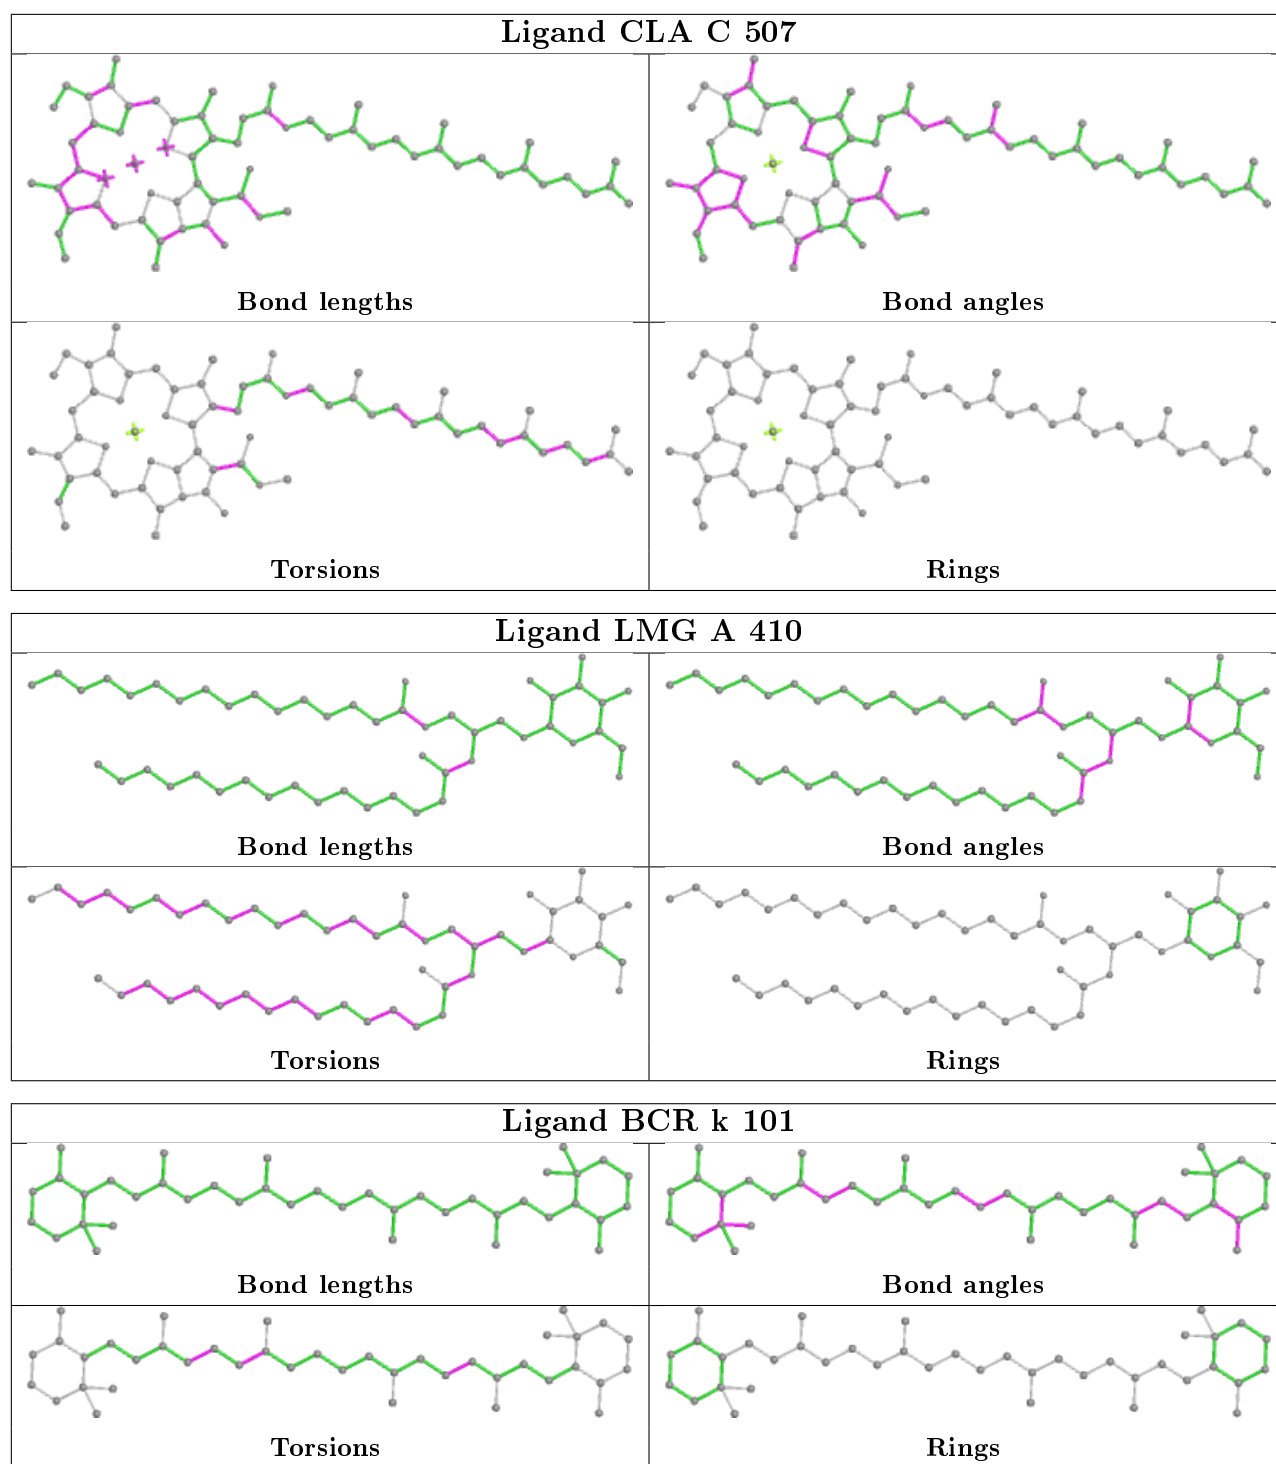 Ligand CLA C 507
Bond lengths
Bond angles
Torsions
Rings
Ligand LMG A 410
Bond lengths
Bond angles
Torsions
Rings
Ligand BCR k 101
Bond lengths
Bond angles
Torsions
Rings